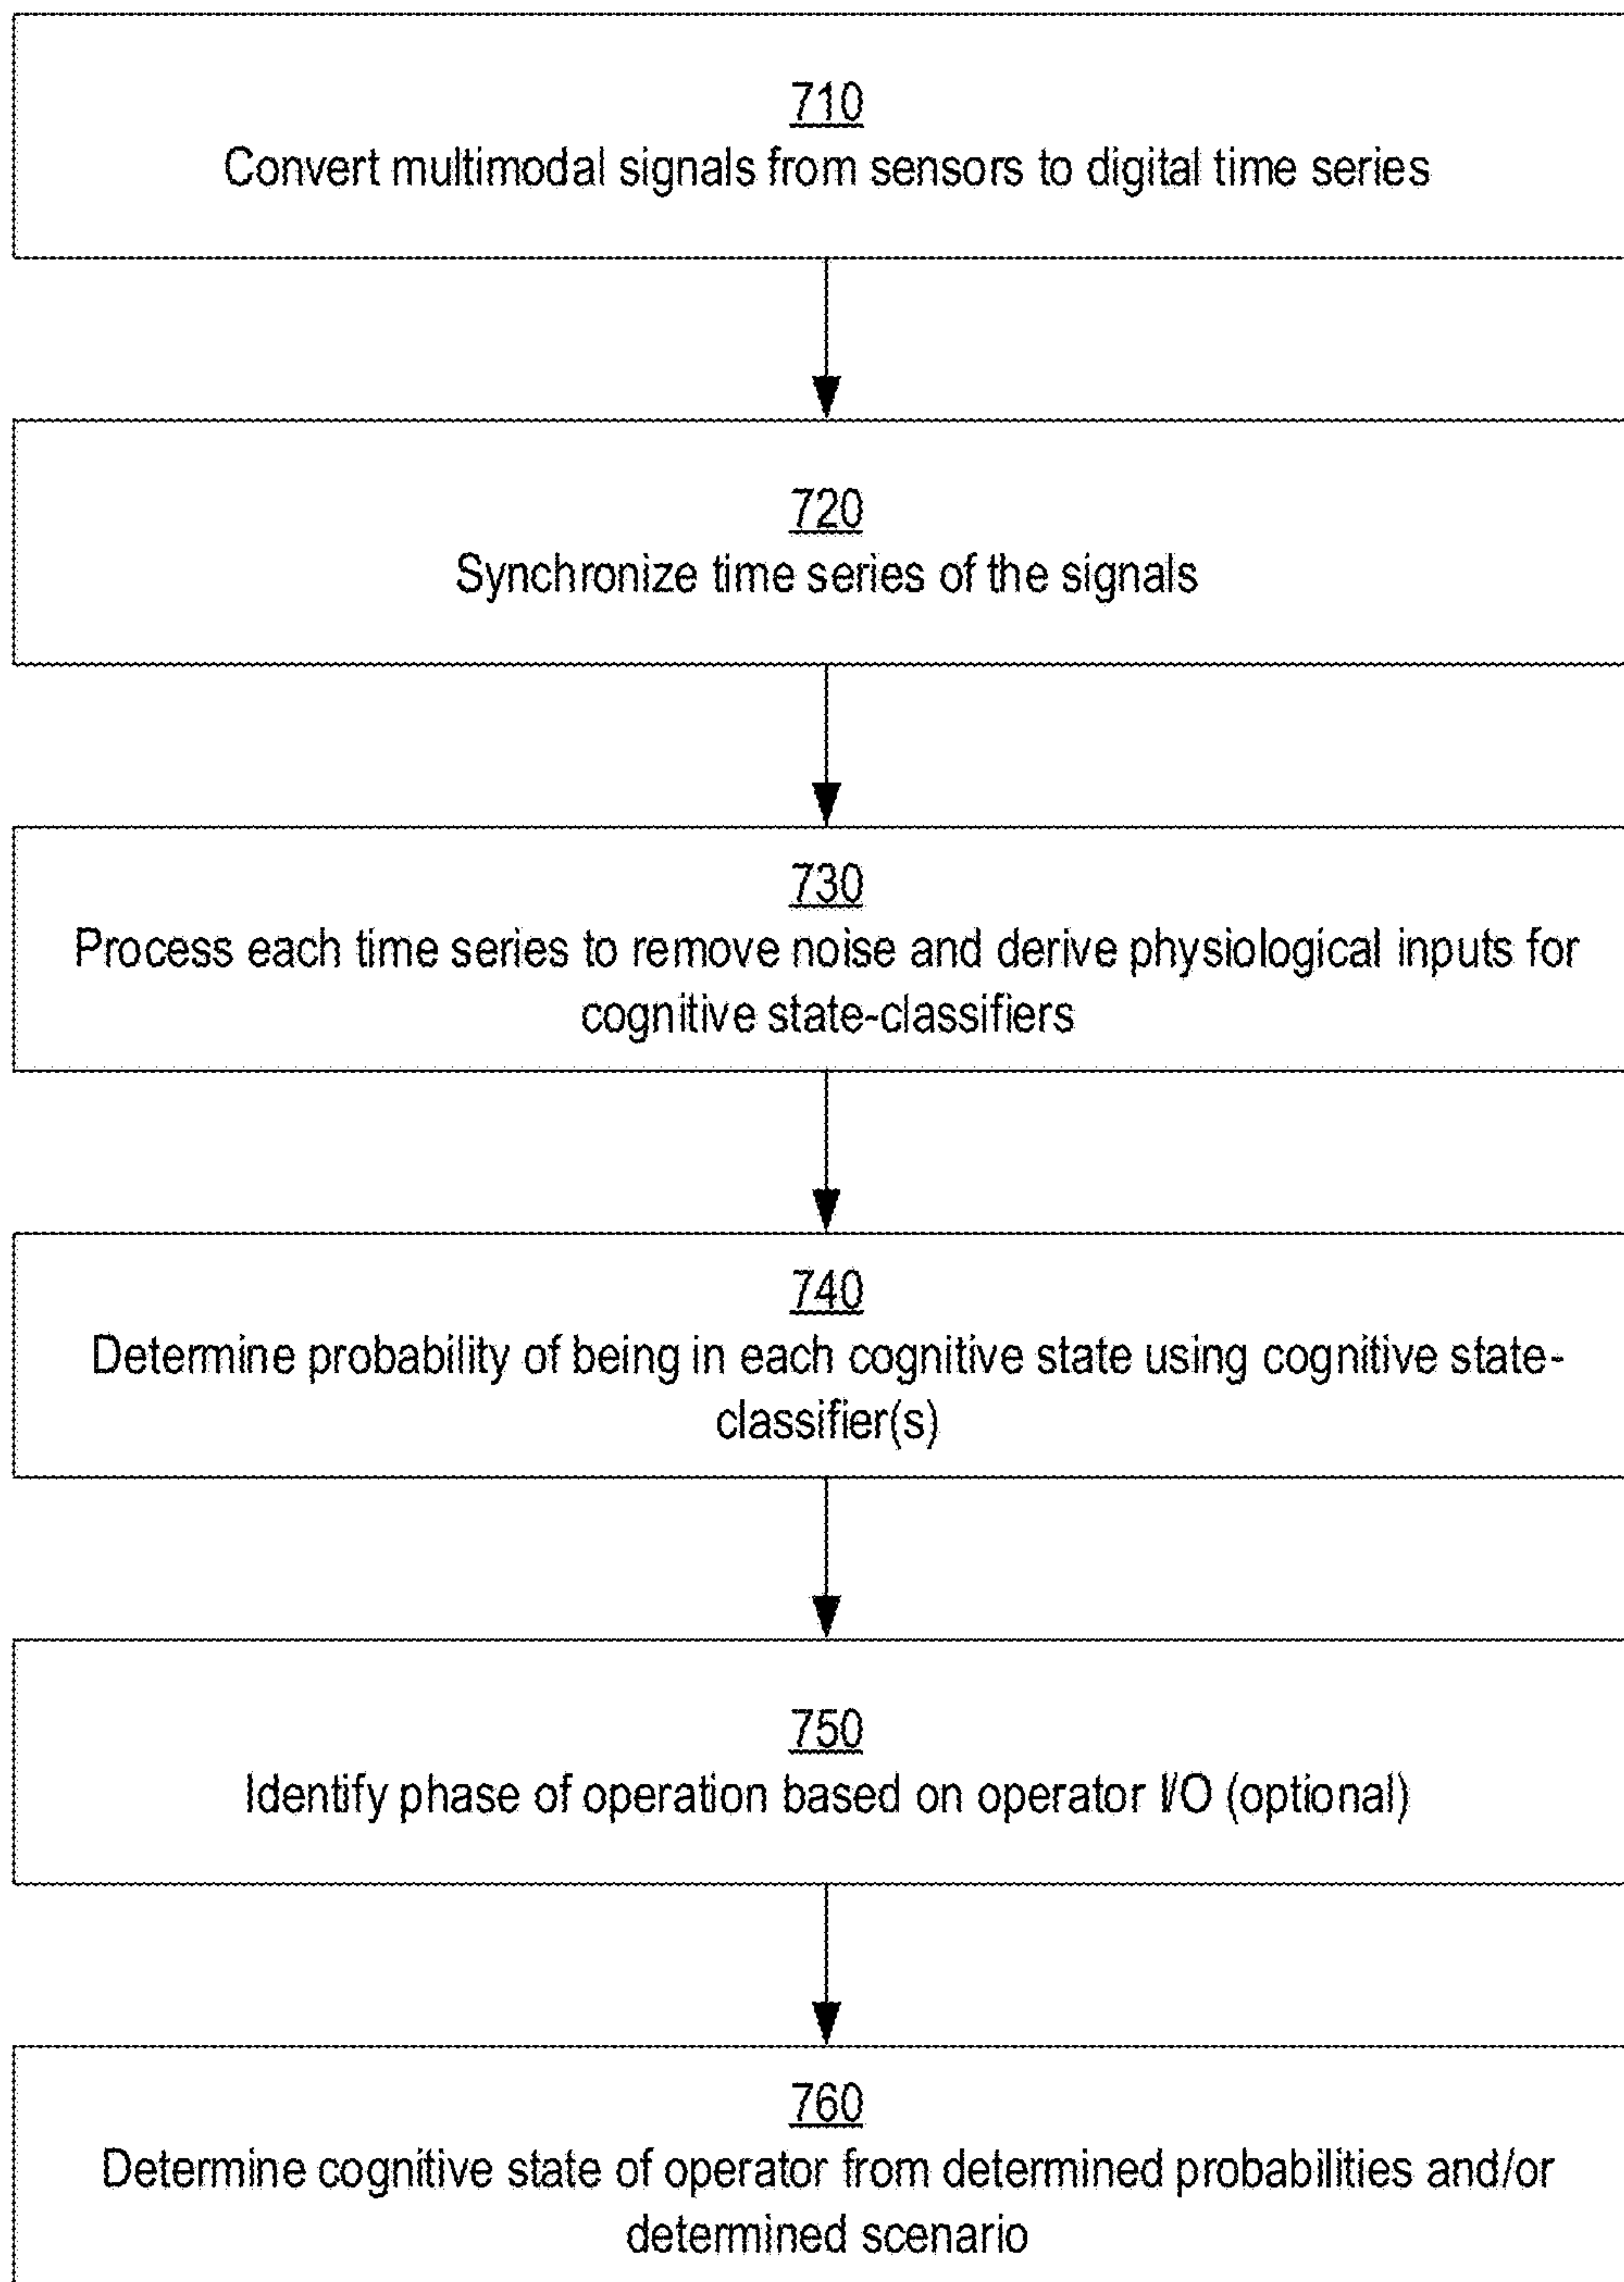 710
Convert multimodal signals from sensors to digital time series
720
Synchronize time series of the signals
730
Process each time series to remove noise and derive physiological inputs for
cognitive state-classifiers
740
Determine probability of being in each cognitive state using cognitive state-
classifier(s)
750
Identify phase of operation based on operator I/O (optional)
760
Determine cognitive state of operator from determined probabilities and/or
determined scenario